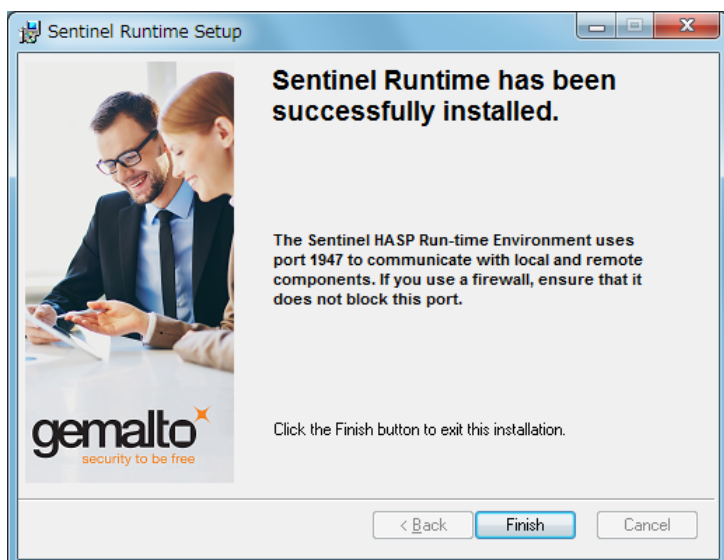 Sentinel Runtime Setup
Sentinel Runtime has been
successfully installed.
The Sentinel HASP Run-time Environment uses
port 1947 to communicate with local and remote
components. If you use a firewall, ensure that it
does not block this port.
gemalto
security to be free
Click the Finish button to exit this installation.
< Back
Finish
Cancel